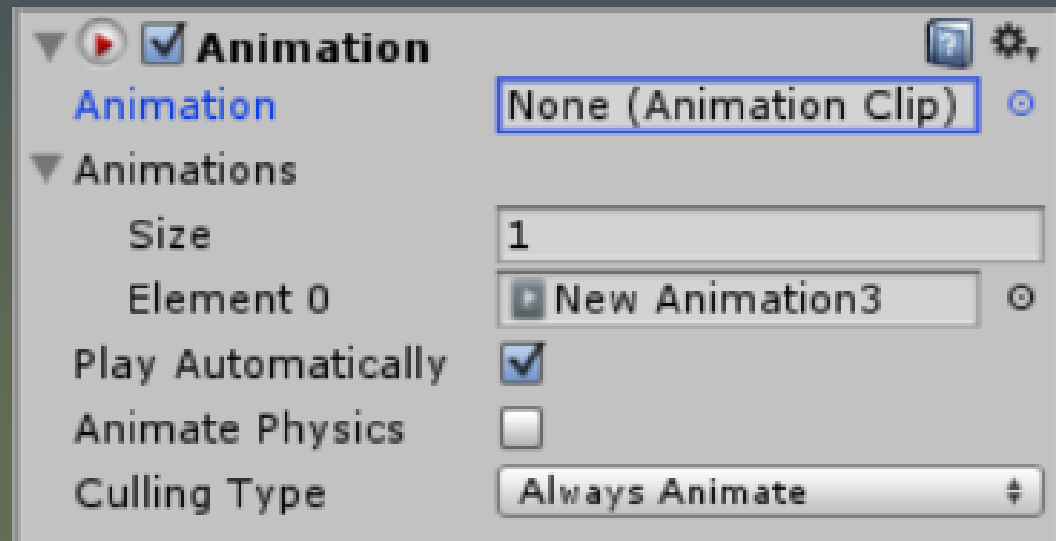 Animation
Animation None (Animation Clip)
Animations
Size 1
Element 0 New Animation3
Play Automatically
Animate Physics
Culling Type Always Animate